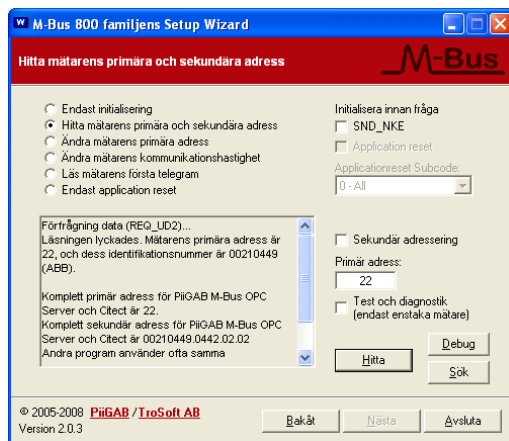 W M-Bus 800 familjens Setup Wizard
Hitta mätarens primära och sekundära adress
M-Bus
Endast initialisering
Hitta mätarens primära och sekundära adress
Ändra mätarens primära adress
Ändra mätarens kommunikationshastighet
Läs mätarens första telegram
Endast application reset
Initialisera innan fråga
SND_NKE
Application reset
Applicationreset Subcode:
0 - All
Förfrågning data (REQ_UD2)...
Läsningen lyckades. Mätarens primära adress är
22, och dess identifikationsnummer är 00210449
(ABB).
Komplett primär adress för PiiGAB M-Bus OPC
Server och Citect är 22.
Komplett sekundär adress för PiiGAB M-Bus OPC
Server och Citect är 00210449.0442.02.02
Andra program använder ofta samma
Sekundär adressering
Primär adress:
22
Test och diagnostik
(endast enstaka mätare)
Hitta
Debug
Sök
© 2005-2008 PiiGAB / TroSoft AB
Version 2.0.3
Bakåt
Nästa
Avsluta